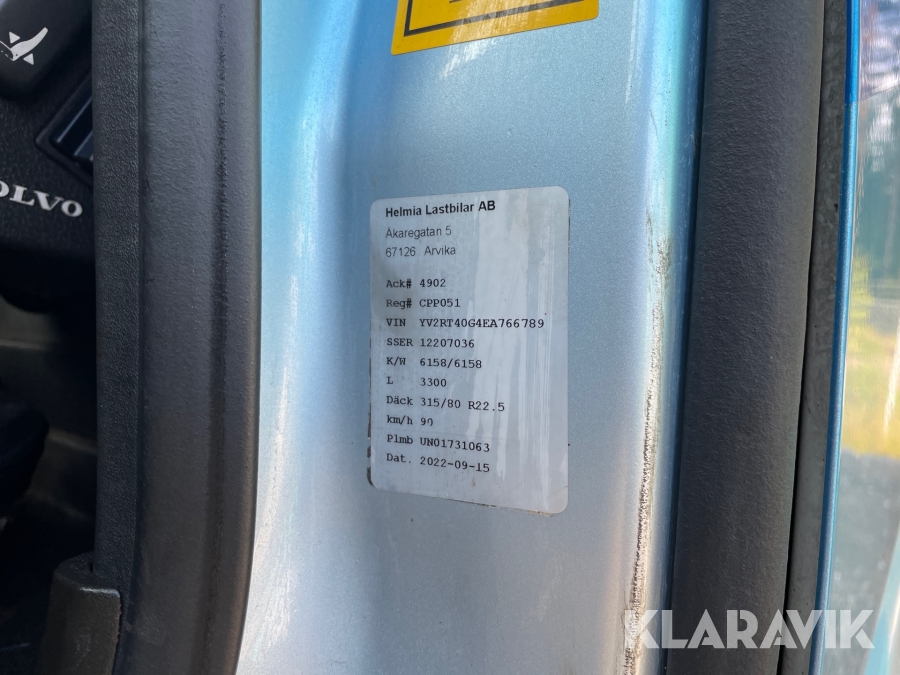 OLVO
Helmia Lastbilar AB
Akaregatan 5
67126 Arvika
Ack# 4902
Reg# CPP051
VIN YV2RT40G4EA766789
SSER 12207036
K/W 6158/6158
L 3300
Däck 315/80 R22.5
km/h 90
Plmb UN01731063
Dat. 2022-09-15
KLARAVIK